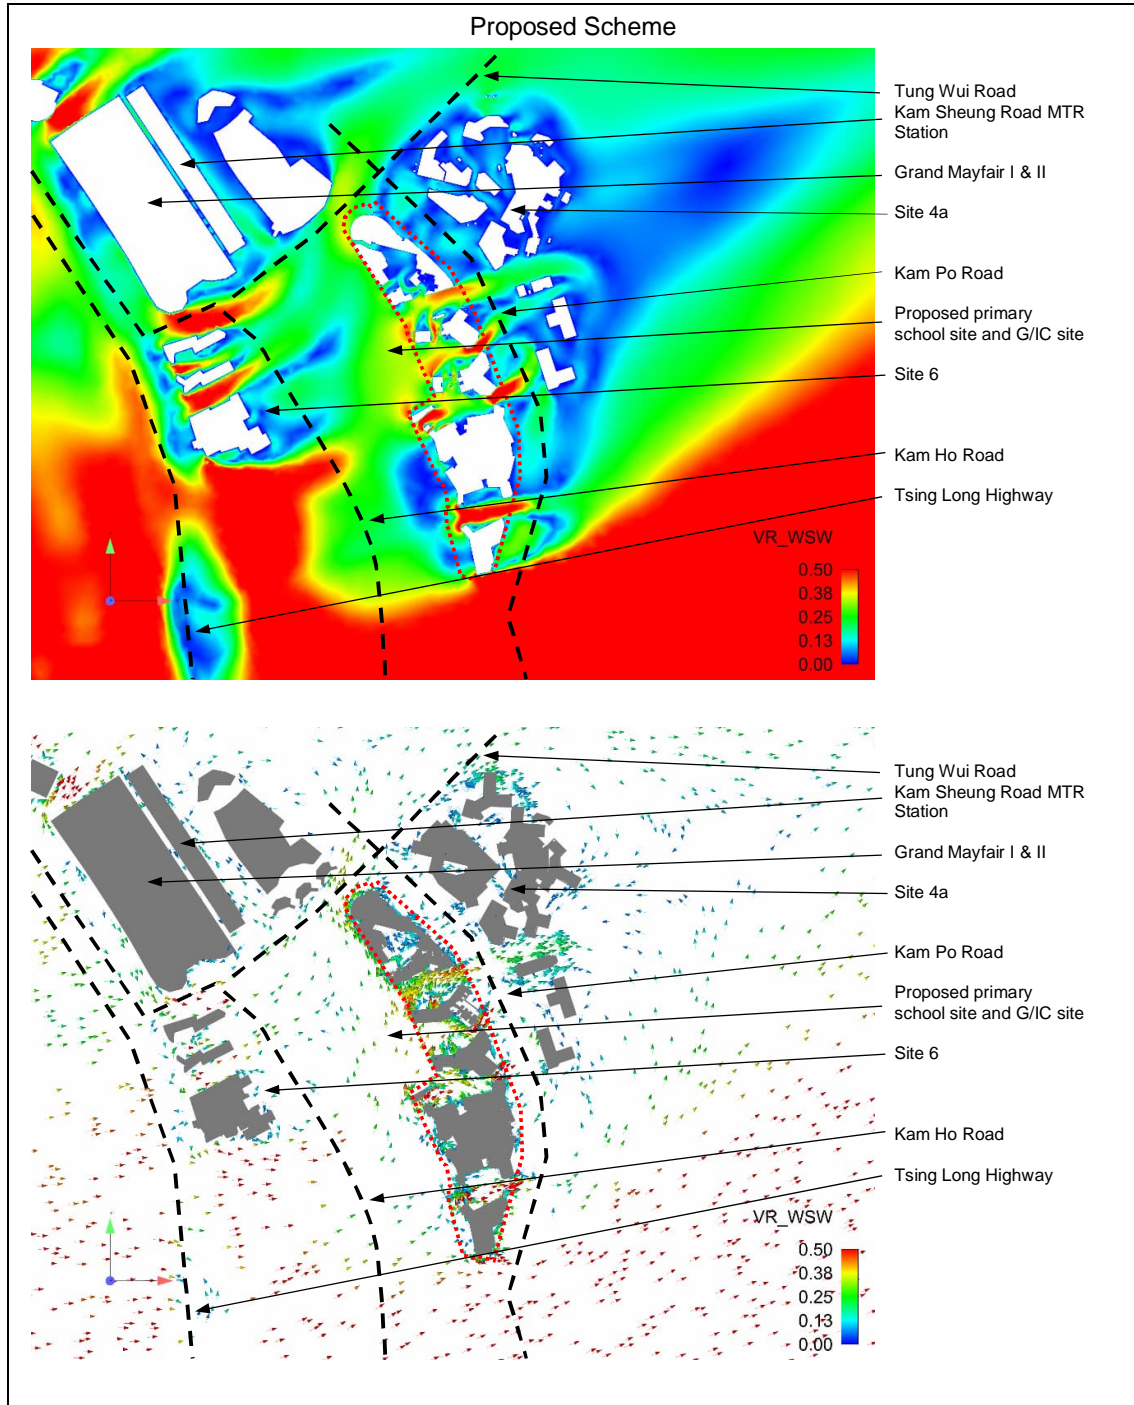 Proposed Scheme
Tung Wui Road
Kam Sheung Road MTR
Station
Grand Mayfair I & II
Site 4a
Kam Po Road
Proposed primary
school site and G/IC site
Site 6
Kam Ho Road
Tsing Long Highway
VR_WSW
0.50
0.38
0.25
0.13
0.00
Tung Wui Road
Kam Sheung Road MTR
Station
Grand Mayfair I & II
Site 4a
Kam Po Road
Proposed primary
school site and G/IC site
Site 6
Kam Ho Road
Tsing Long Highway
VR_WSW
0.50
0.38
0.25
0.13
0.00